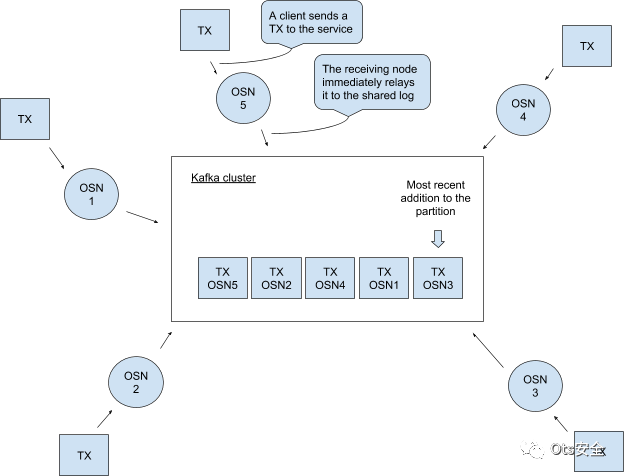 TX
A client sends a
TX to the service
TX
OSN
5
The receiving node
immediately relays
it to the shared log
OSN
4
TX
OSN
1
Kafka cluster
Most recent
addition to the
partition
TX
OSN5
TX
OSN2
TX
OSN4
TX
OSN1
TX
OSN3
OSN
2
OSN
3
TX
TX
Ots安全